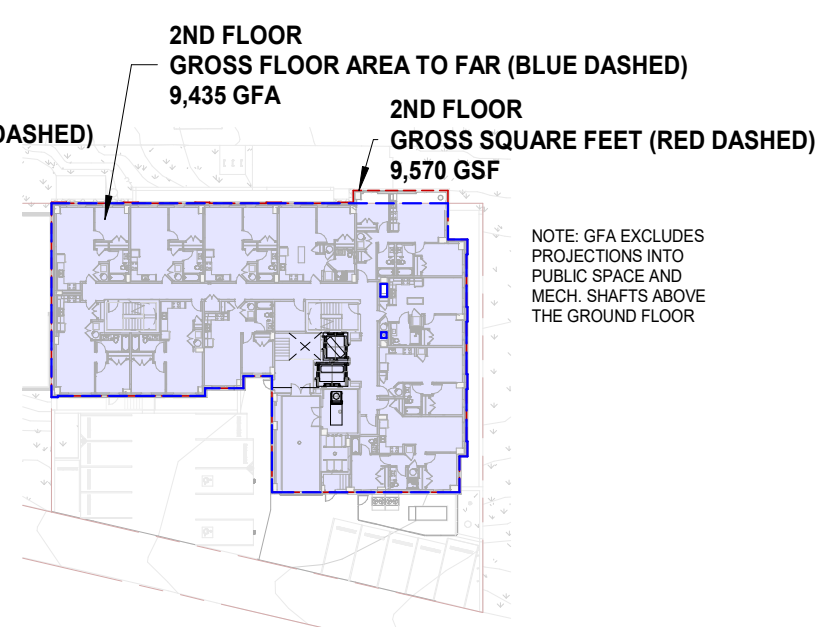 2ND FLOOR
GROSS FLOOR AREA TO FAR (BLUE DASHED)
9,435 GFA
DASHED)
2ND FLOOR
GROSS SQUARE FEET (RED DASHED)
9,570 GSF
NOTE: GFA EXCLUDES
PROJECTIONS INTO
PUBLIC SPACE AND
MECH. SHAFTS ABOVE
THE GROUND FLOOR